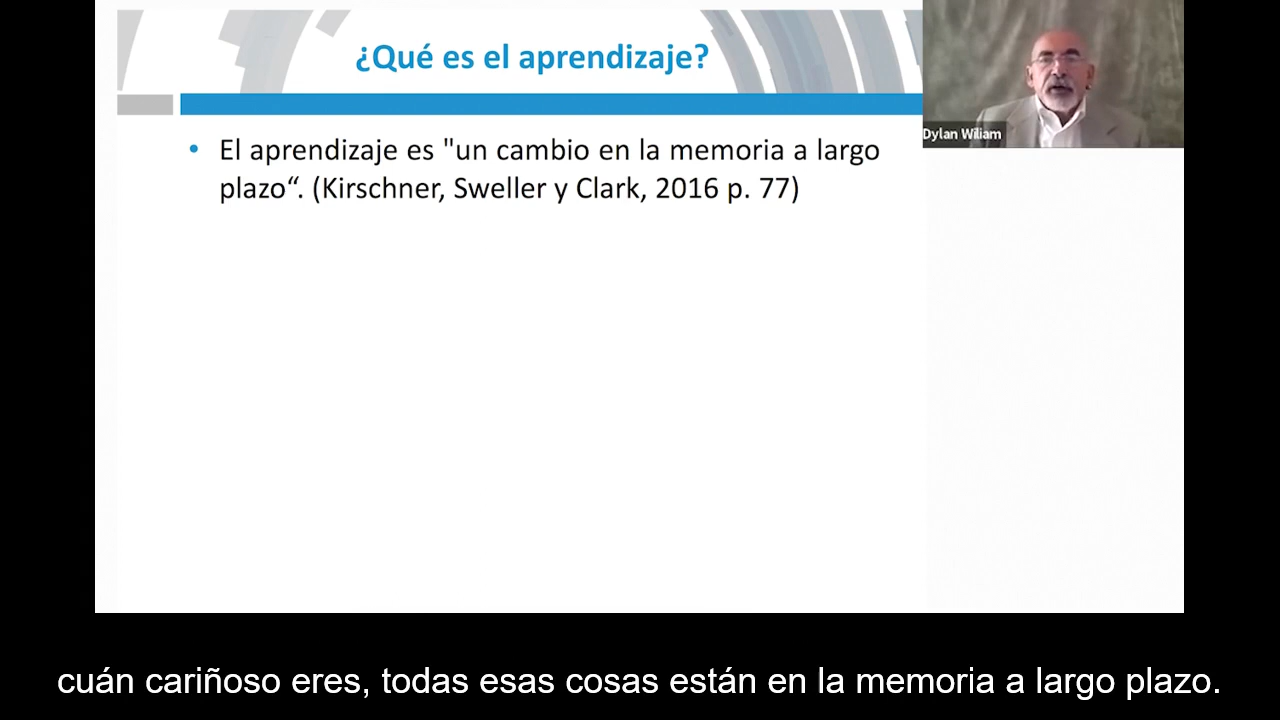 ¿Qué es el aprendizaje?
• El aprendizaje es "un cambio en la memoria a largo
plazo“. (Kirschner, Sweller y Clark, 2016 p. 77)
Dylan Wiliam
cuán cariñoso eres, todas esas cosas están en la memoria a largo plazo.